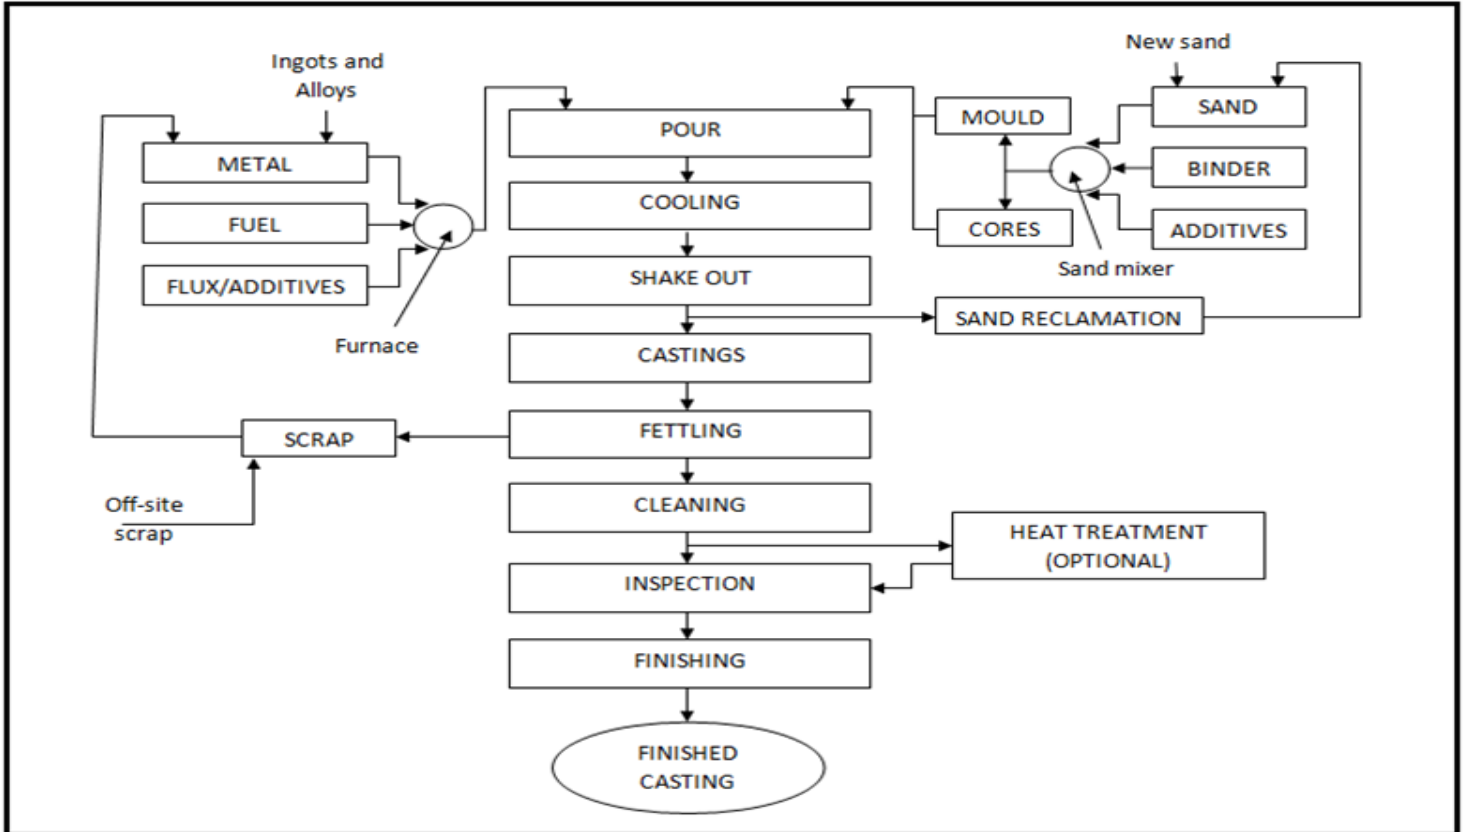 New sand
Ingots and
Alloys
SAND
MOULD
POUR
METAL
BINDER
COOLING
FUEL
CORES
ADDITIVES
Sand mixer
SHAKE OUT
FLUX/ADDITIVES
SAND RECLAMATION
Furnace
CASTINGS
FETTLING
SCRAP
Off-site
scrap
CLEANING
HEAT TREATMENT
(OPTIONAL)
INSPECTION
FINISHING
FINISHED
CASTING